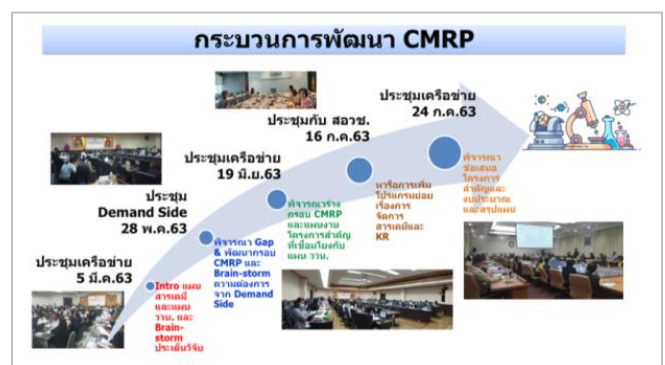 กระบวนการพัฒนา CMRP
ประชุมเครือข่าย
24 ก.ค.63
ประชุมกับ สอวช.
16 ก.ค.63
ประชุมเครือข่าย
19 มิ.ย.63
ประชุม
Demand Side
28 พ.ค.63
ประชุมเครือข่าย
5 มี.ค.63
Intro แผน
สารเคมี
และแผน
ววน. และ
Brain-
storm
ประเด็นวิจัย
พิจารณา Gap
& พัฒนากรอบ
CMRP และ
Brain-storm
ความต้องการ
จาก Demand
Side
พิจารณาร่าง
กรอบ CMRP
และแผนงาน
โครงการสำคัญ
ที่เชื่อมโยงกับ
แผน ววน.
หารือการเพิ่ม
โปรแกรมย่อย
เรื่องการ
จัดการ
สารเคมีและ
KR
พิจารณา
ข้อเสนอ
โครงการ
สำคัญและ
งบประมาณ
และสรุปแผน